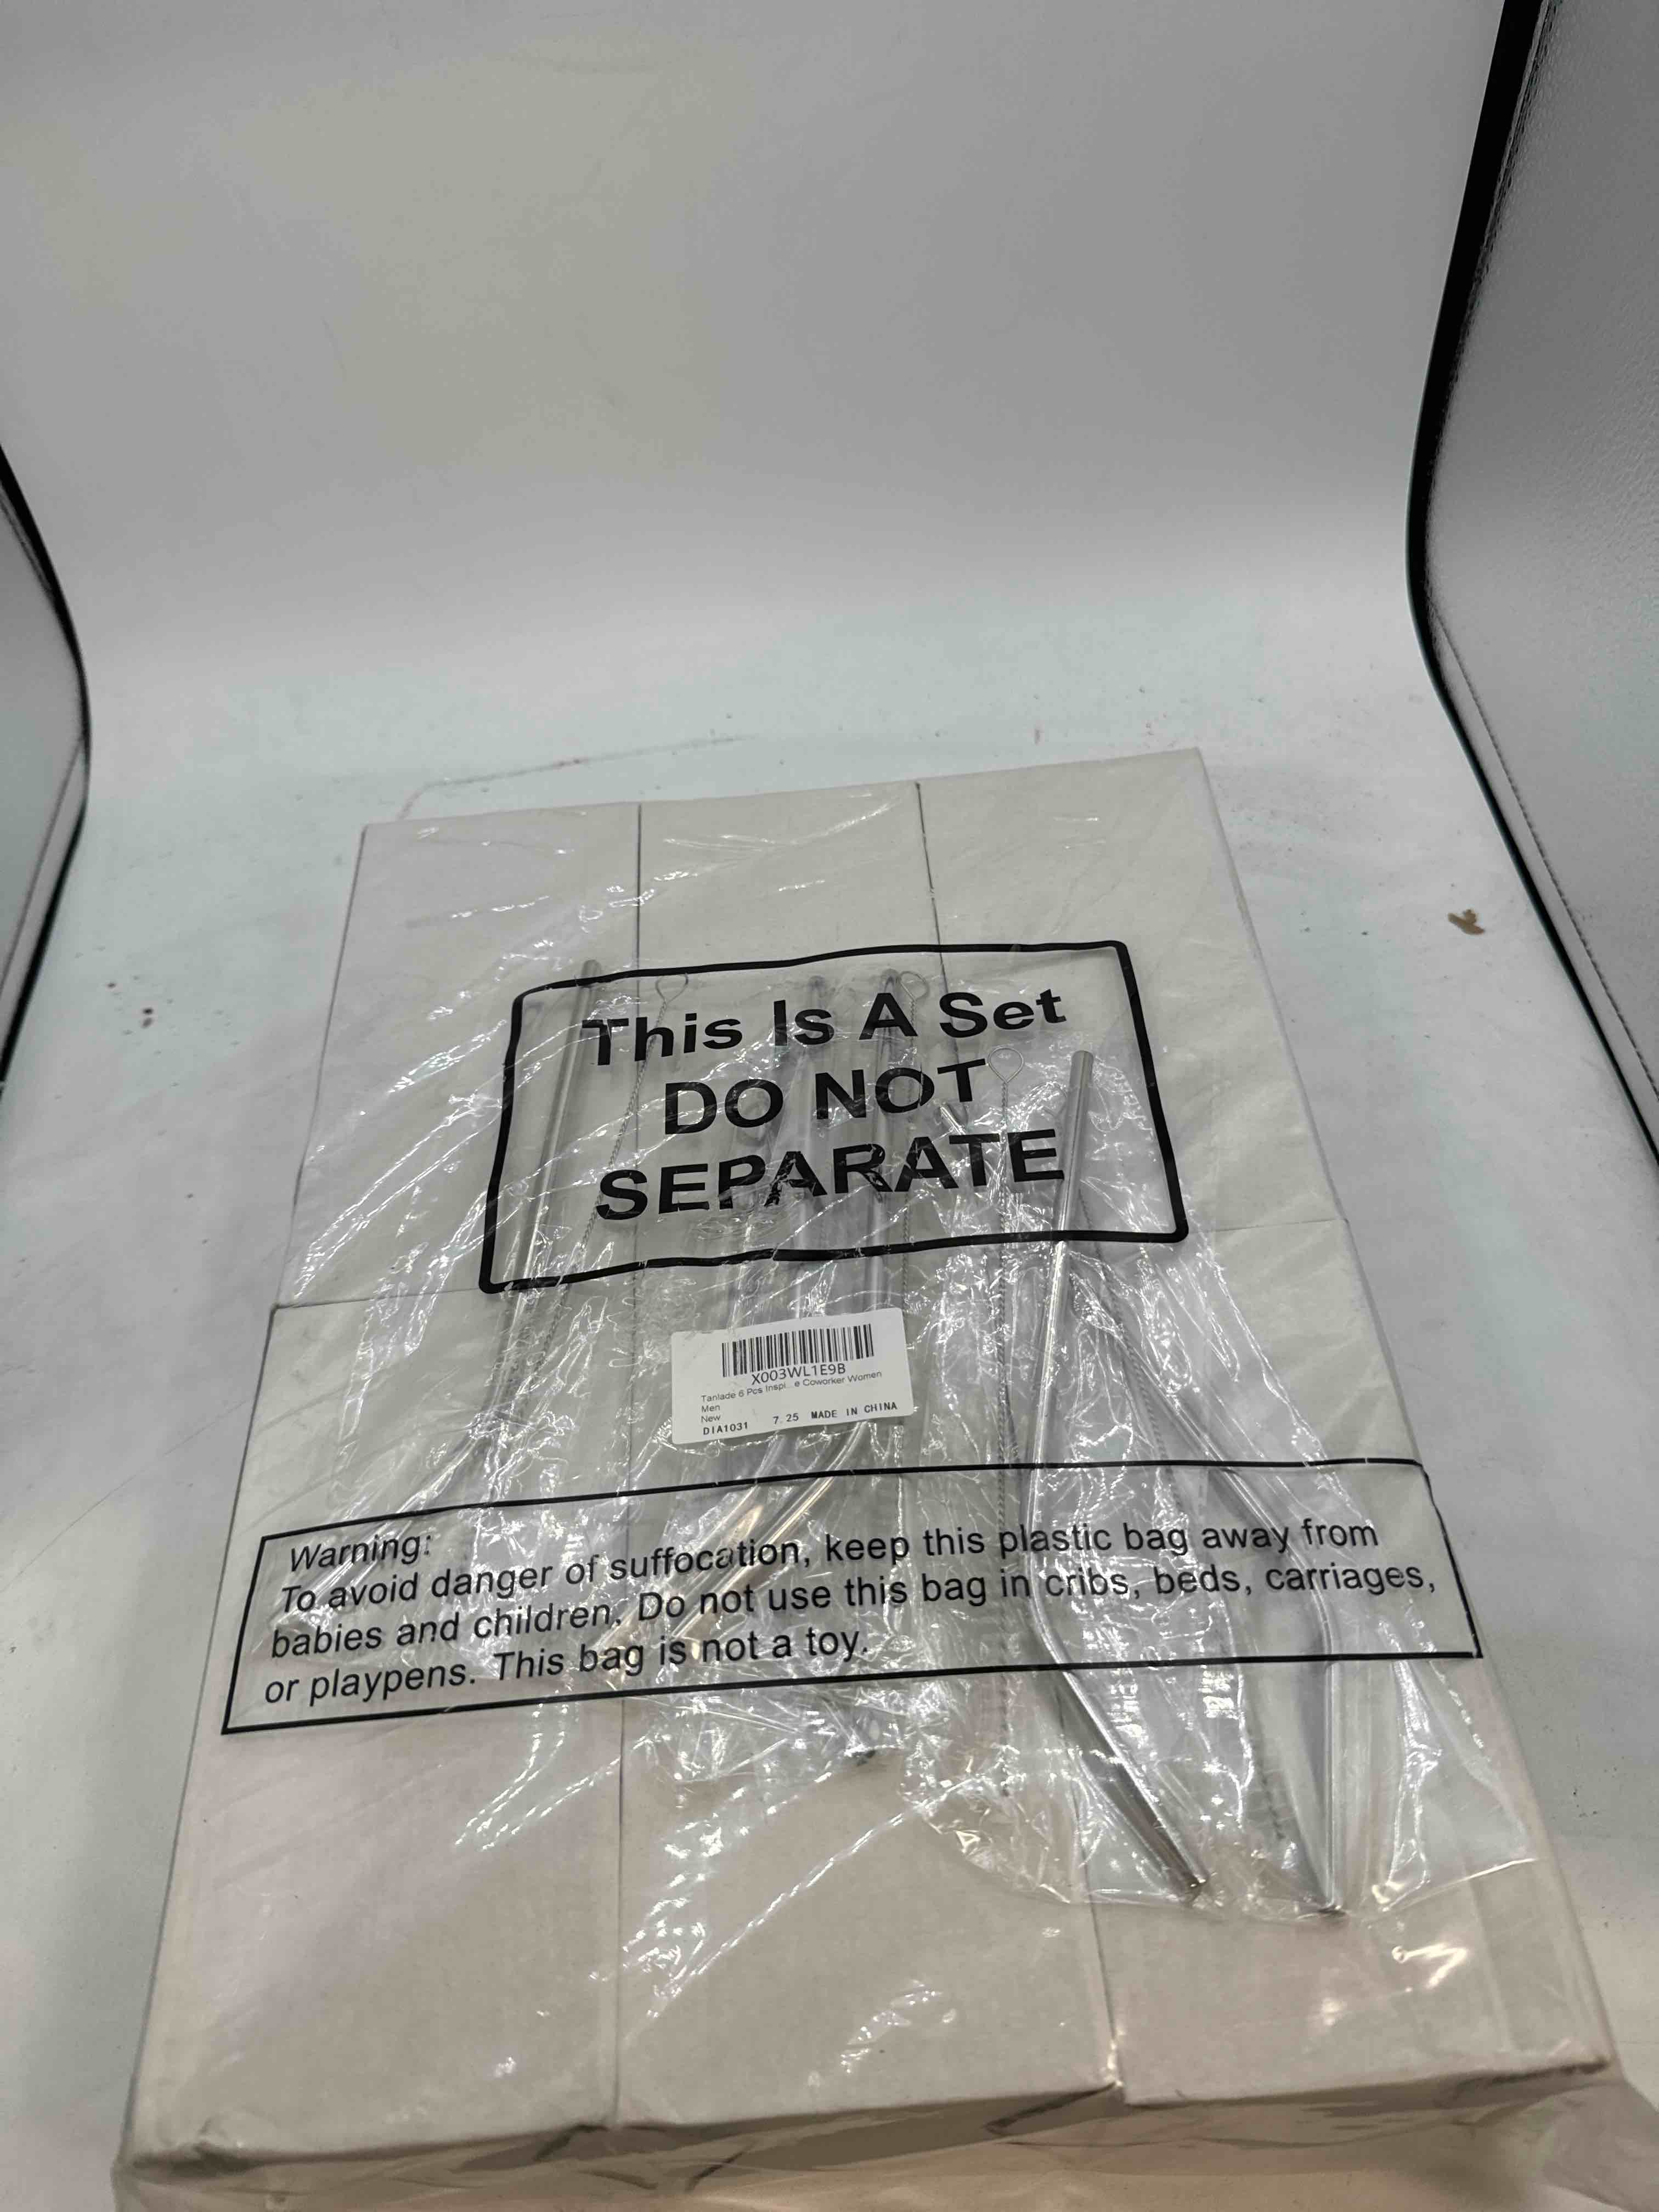 This Is A Set
DO NOT
SEPARATE
X003WL1E9B
Tanlade 6 Pcs Inspi...e Coworker Women
Men
New
DIA1031 7.25 MADE IN CHINA
Warning:
To avoid danger of suffocation, keep this plastic bag away from
babies and children. Do not use this bag in cribs, beds, carriages,
or playpens. This bag is not a toy.